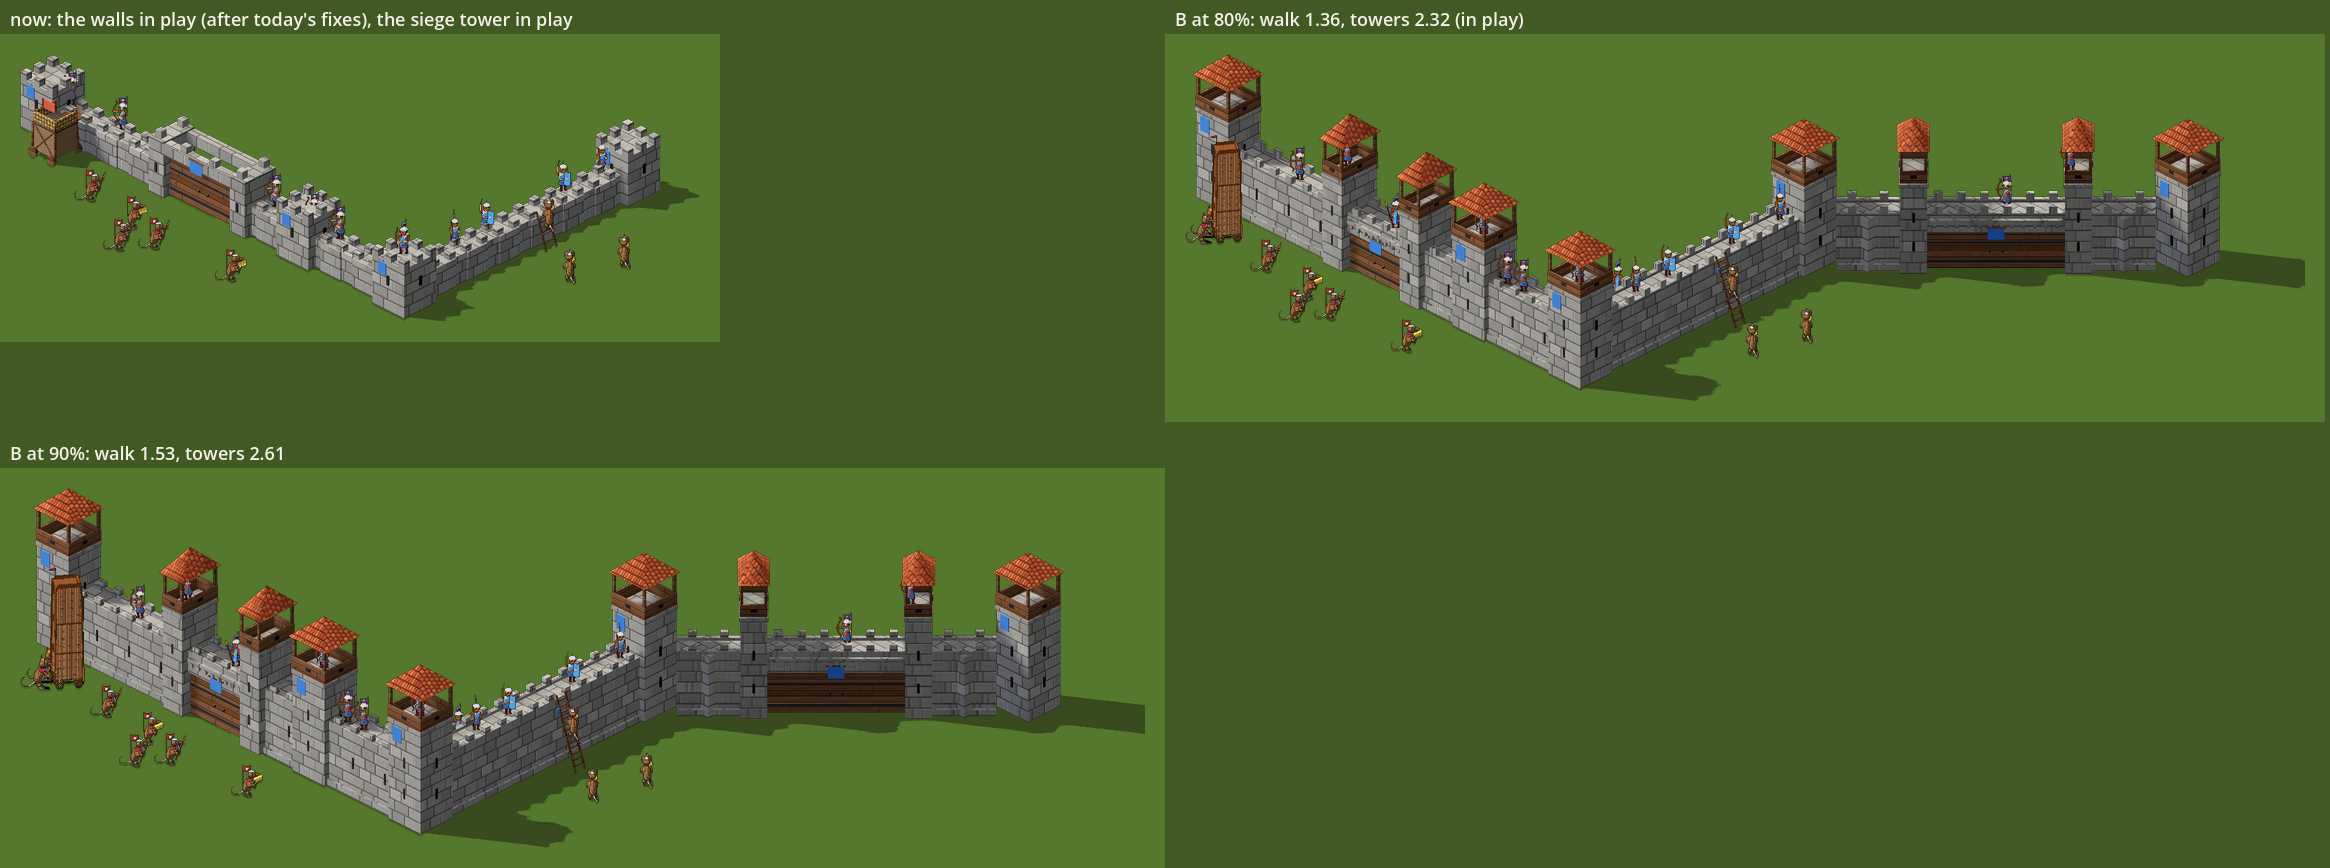 now: the walls in play (after today's fixes), the siege tower in play
B at 80%: walk 1.36, towers 2.32 (in play)
B at 90%: walk 1.53, towers 2.61